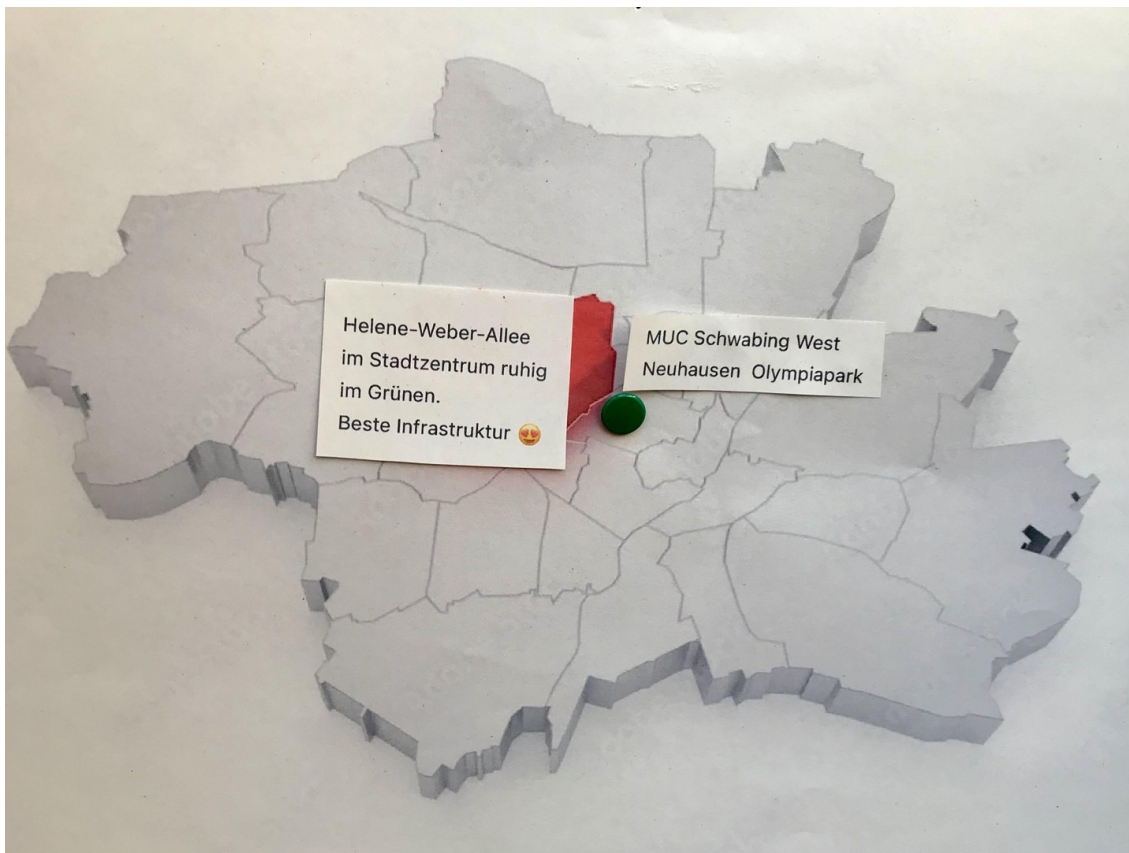 Helene-Weber-Allee
im Stadtzentrum ruhig
im Grünen.
Beste Infrastruktur 😍
MUC Schwabing West
Neuhausen Olympiapark